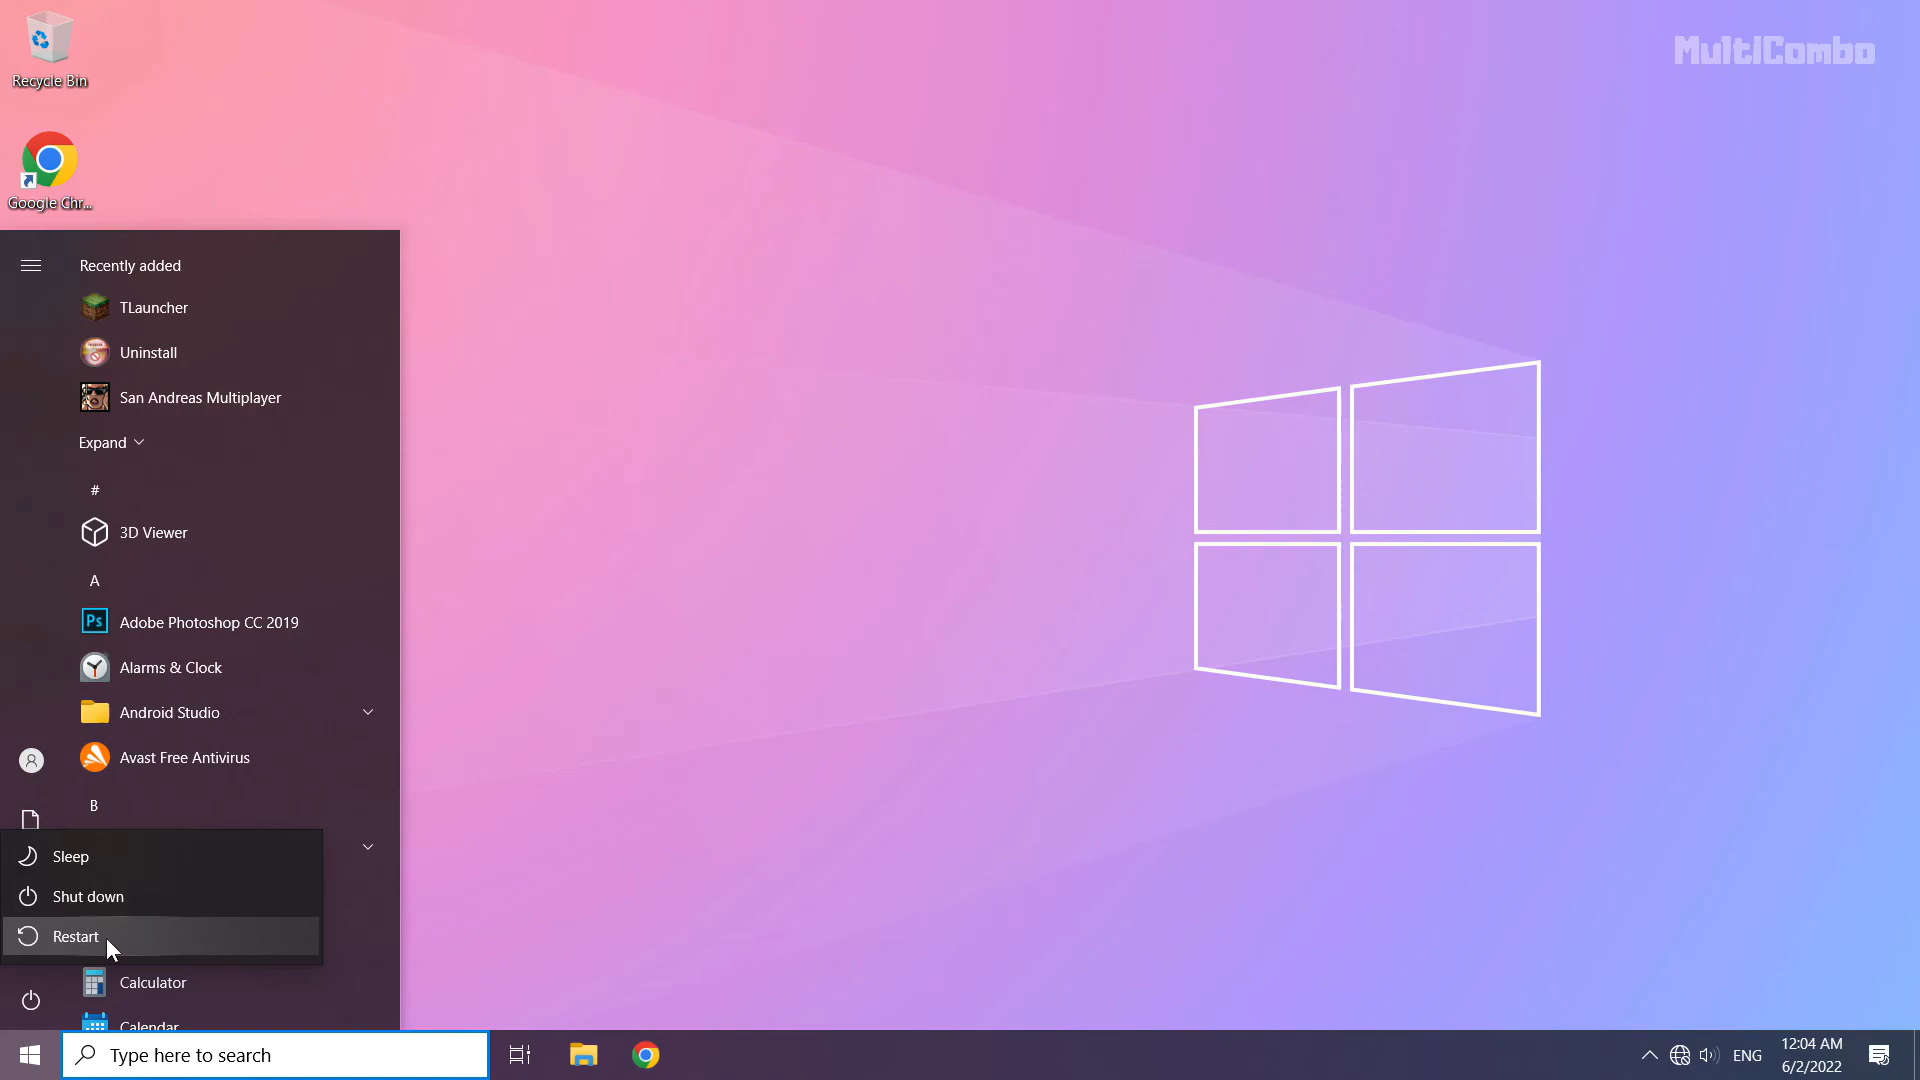 MultiCombo
Recycle Bin
Google Chr...
Recently added
TLauncher
Uninstall
San Andreas Multiplayer
Expand
#
3D Viewer
A
Ps
Adobe Photoshop CC 2019
Alarms & Clock
Android Studio
Avast Free Antivirus
B
Sleep
Shut down
Restart
Calculator
Calendar
Type here to search
ENG
12:04 AM
6/2/2022